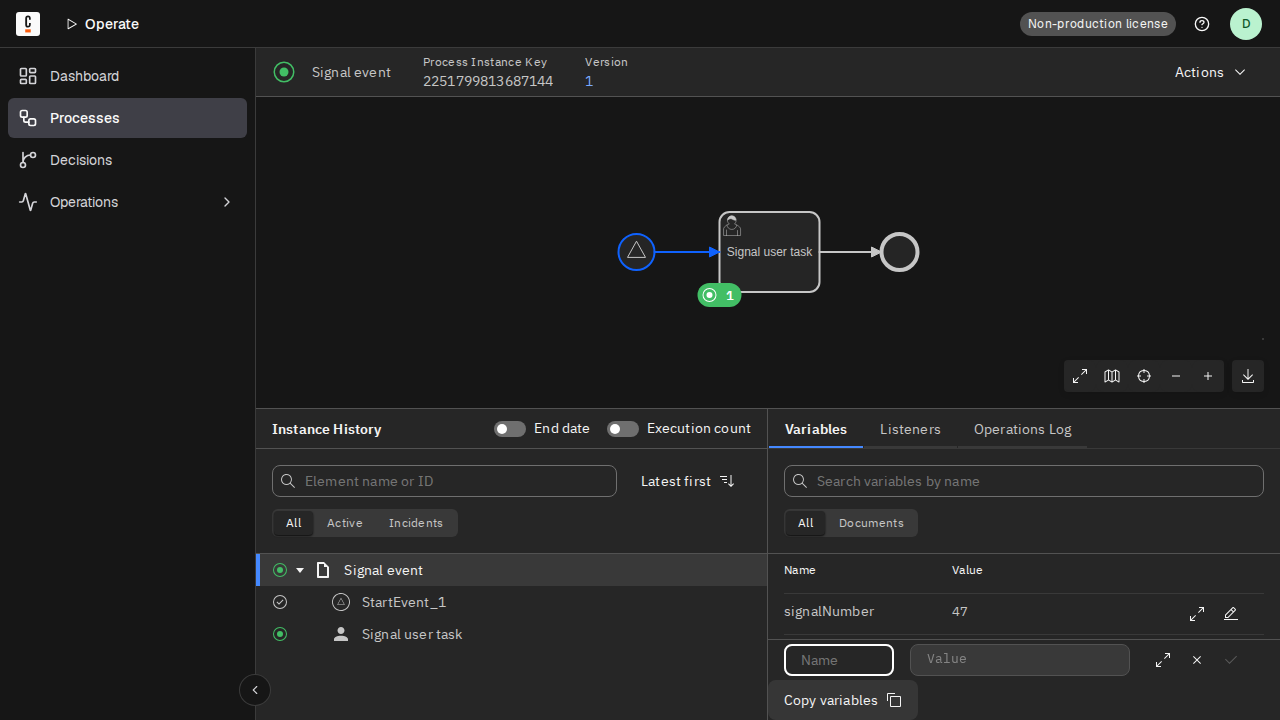 Operate
Non-production license
D
Dashboard
Processes
Decisions
Operations
Signal event
Process Instance Key
2251799813687144
Version
1
Actions
Signal user task
1
Instance History
End date
Execution count
Variables
Listeners
Operations Log
Element name or ID
Latest first
Search variables by name
All
Active
Incidents
All
Documents
Signal event
StartEvent_1
Signal user task
Name
Value
signalNumber
47
Name
Value
Copy variables